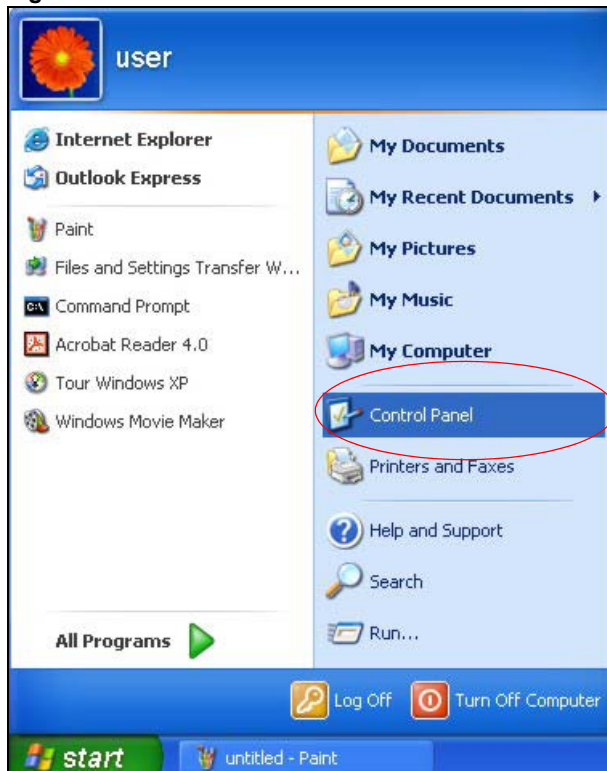 user
Internet Explorer
Outlook Express
Paint
Files and Settings Transfer W...
Command Prompt
Acrobat Reader 4.0
Tour Windows XP
Windows Movie Maker
All Programs
My Documents
My Recent Documents
My Pictures
My Music
My Computer
Control Panel
Printers and Faxes
Help and Support
Search
Run...
Log Off
Turn Off Computer
start
untitled - Paint